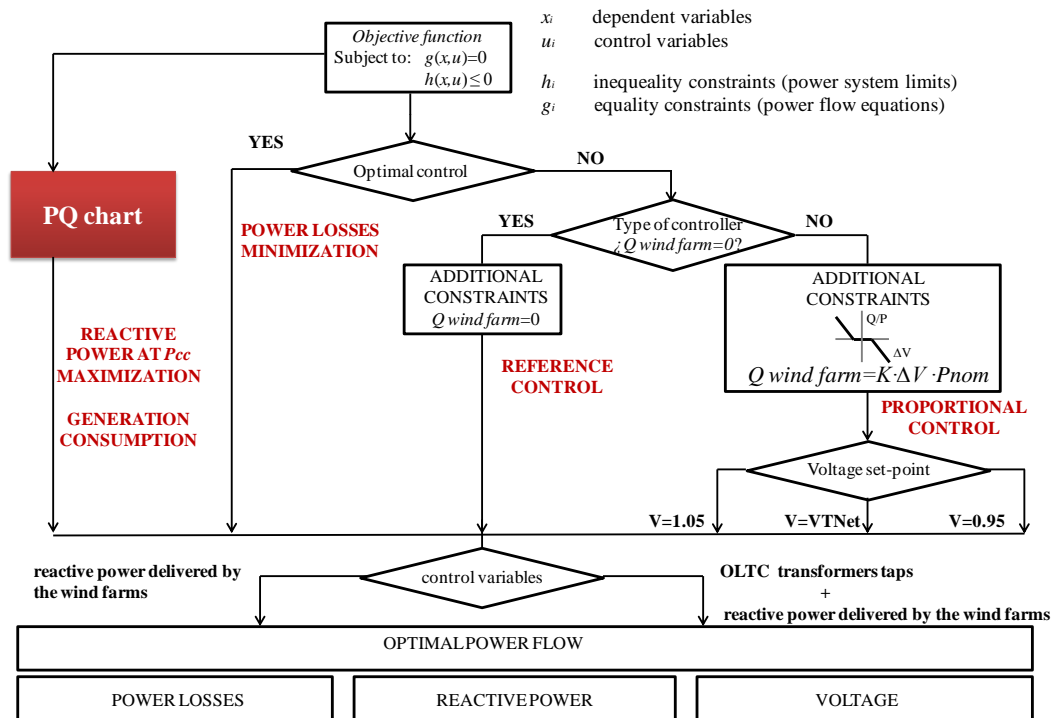 xi dependent variables
ui control variables
hi ineqeality constraints (power system limits)
gi equality constraints (power flow equations)
Objective function
Subject to: g(x,u)=0
h(x,u) ≤ 0
YES
Optimal control
NO
PQ chart
POWER LOSSES
MINIMIZATION
YES
Type of controller
¿Q wind farm=0?
NO
ADDITIONAL
CONSTRAINTS
Q wind farm=0
ADDITIONAL
CONSTRAINTS
Q/P
ΔV
Q wind farm=K·ΔV ·Pnom
REACTIVE
POWER AT Pcc
MAXIMIZATION
GENERATION
CONSUMPTION
REFERENCE
CONTROL
PROPORTIONAL
CONTROL
Voltage set-point
V=1.05
V=VTNet
V=0.95
reactive power delivered by
the wind farms
control variables
OLTC transformers taps
+
reactive power delivered by the wind farms
OPTIMAL POWER FLOW
POWER LOSSES
REACTIVE POWER
VOLTAGE